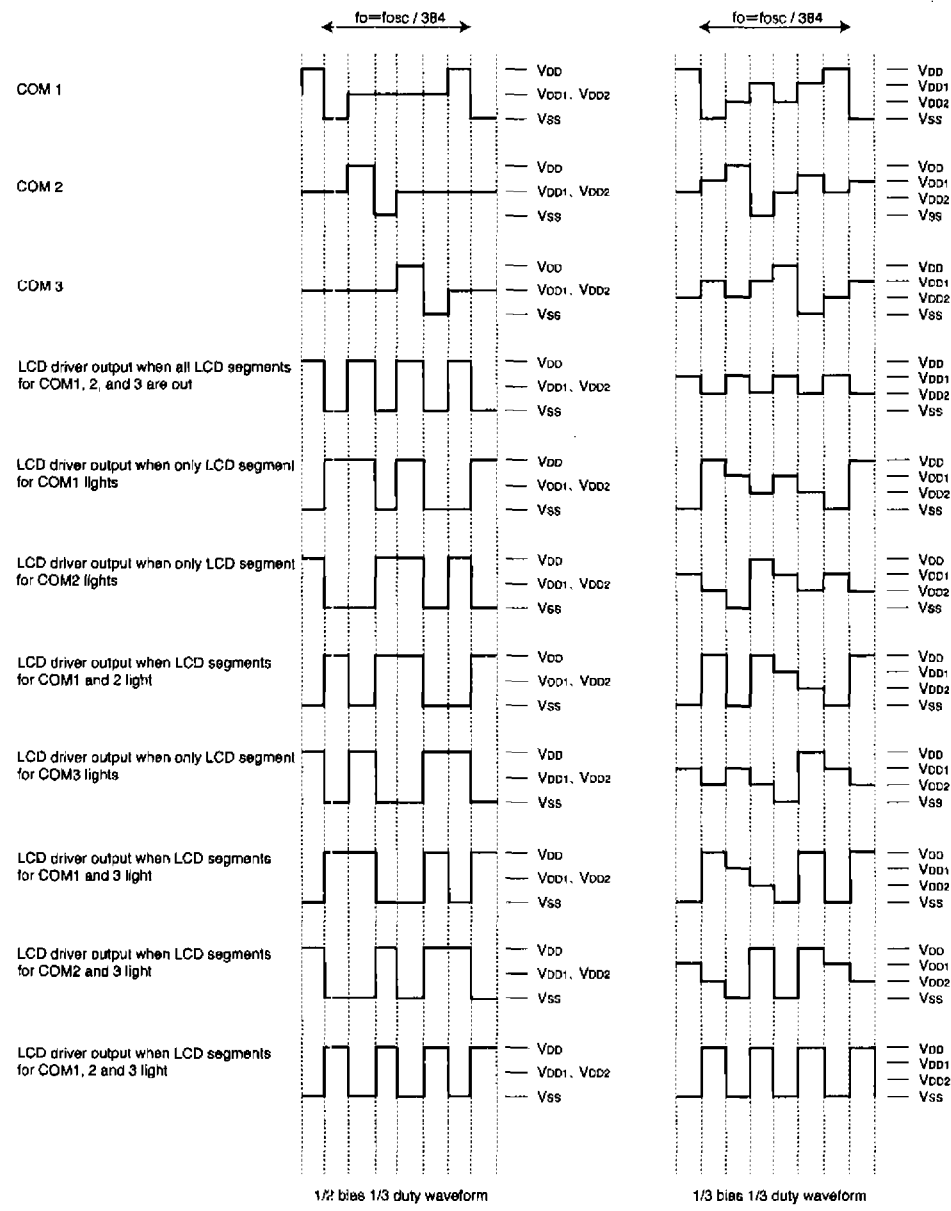 fo=fosc / 384
fo=fosc / 384
COM 1
VDD
VDD1、VDD2
VSS
VDD
VDD1
VDD2
VSS
COM 2
VDD
VDD1、VDD2
VSS
VDD
VDD1
VDD2
VSS
COM 3
VDD
VDD1、VDD2
VSS
VDD
VDD1
VDD2
VSS
LCD driver output when all LCD segments
for COM1, 2, and 3 are out
VDD
VDD1、VDD2
VSS
VDD
VDD1
VDD2
VSS
LCD driver output when only LCD segment
for COM1 lights
VDD
VDD1、VDD2
VSS
VDD
VDD1
VDD2
VSS
LCD driver output when only LCD segment
for COM2 lights
VDD
VDD1、VDD2
VSS
VDD
VDD1
VDD2
VSS
LCD driver output when LCD segments
for COM1 and 2 light
VDD
VDD1、VDD2
VSS
VDD
VDD1
VDD2
VSS
LCD driver output when only LCD segment
for COM3 lights
VDD
VDD1、VDD2
VSS
VDD
VDD1
VDD2
VSS
LCD driver output when LCD segments
for COM1 and 3 light
VDD
VDD1、VDD2
VSS
VDD
VDD1
VDD2
VSS
LCD driver output when LCD segments
for COM2 and 3 light
VDD
VDD1、VDD2
VSS
VDD
VDD1
VDD2
VSS
LCD driver output when LCD segments
for COM1, 2 and 3 light
VDD
VDD1、VDD2
VSS
VDD
VDD1
VDD2
VSS
1/2 bias 1/3 duty waveform
1/3 bias 1/3 duty waveform